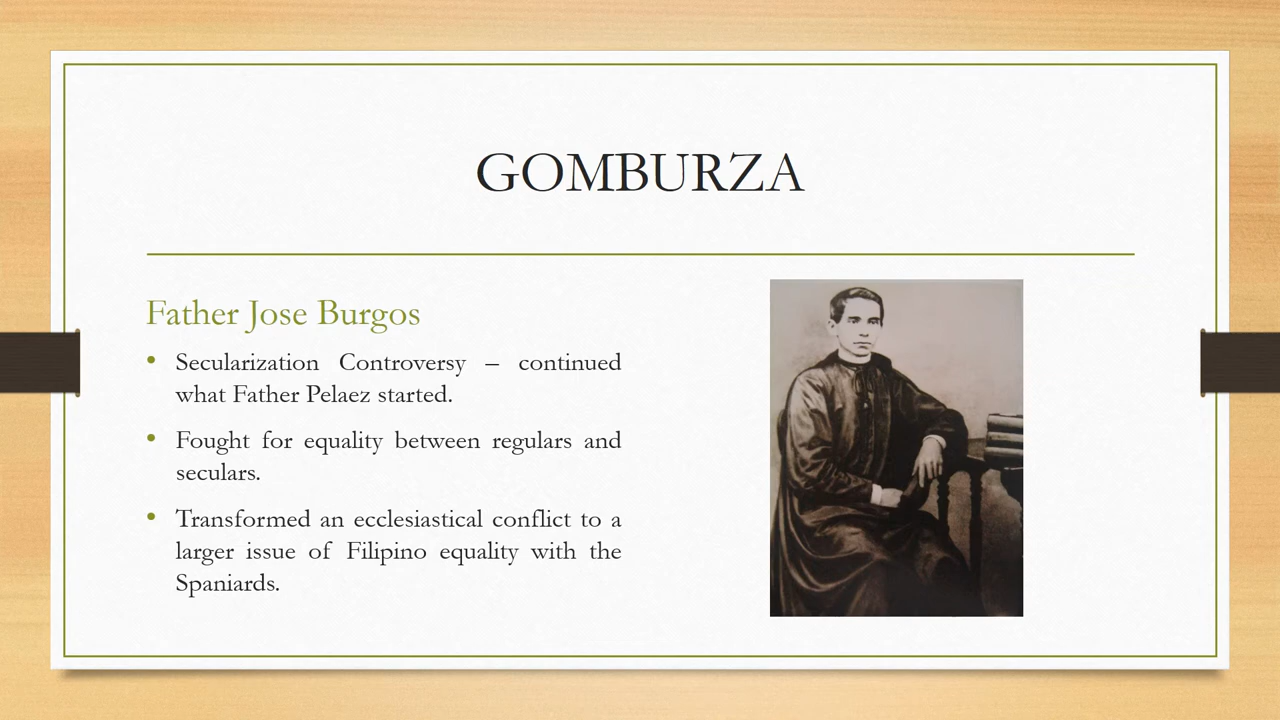 GOMBURZA
Father Jose Burgos
• Secularization Controversy – continued
what Father Pelaez started.
• Fought for equality between regulars and
seculars.
• Transformed an ecclesiastical conflict to a
larger issue of Filipino equality with the
Spaniards.